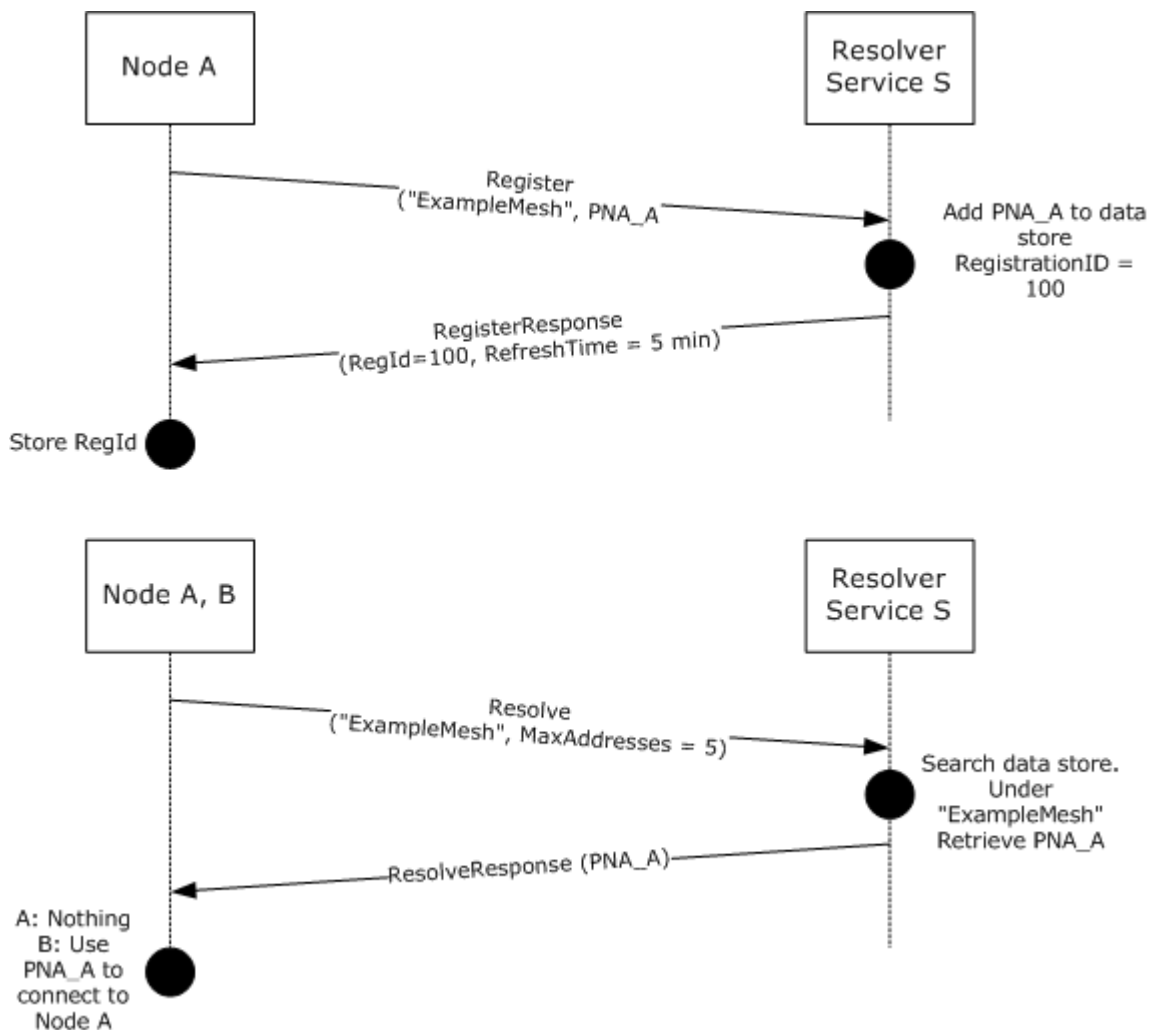 Node A
Resolver
Service S
Register
("ExampleMesh", PNA_A
Add PNA_A to data
store
RegistrationID =
100
RegisterResponse
(RegId=100, RefreshTime = 5 min)
Store RegId
Node A, B
Resolver
Service S
Resolve
("ExampleMesh", MaxAddresses = 5)
Search data store.
Under
"ExampleMesh"
Retrieve PNA_A
ResolveResponse (PNA_A)
A: Nothing
B: Use
PNA_A to
connect to
Node A